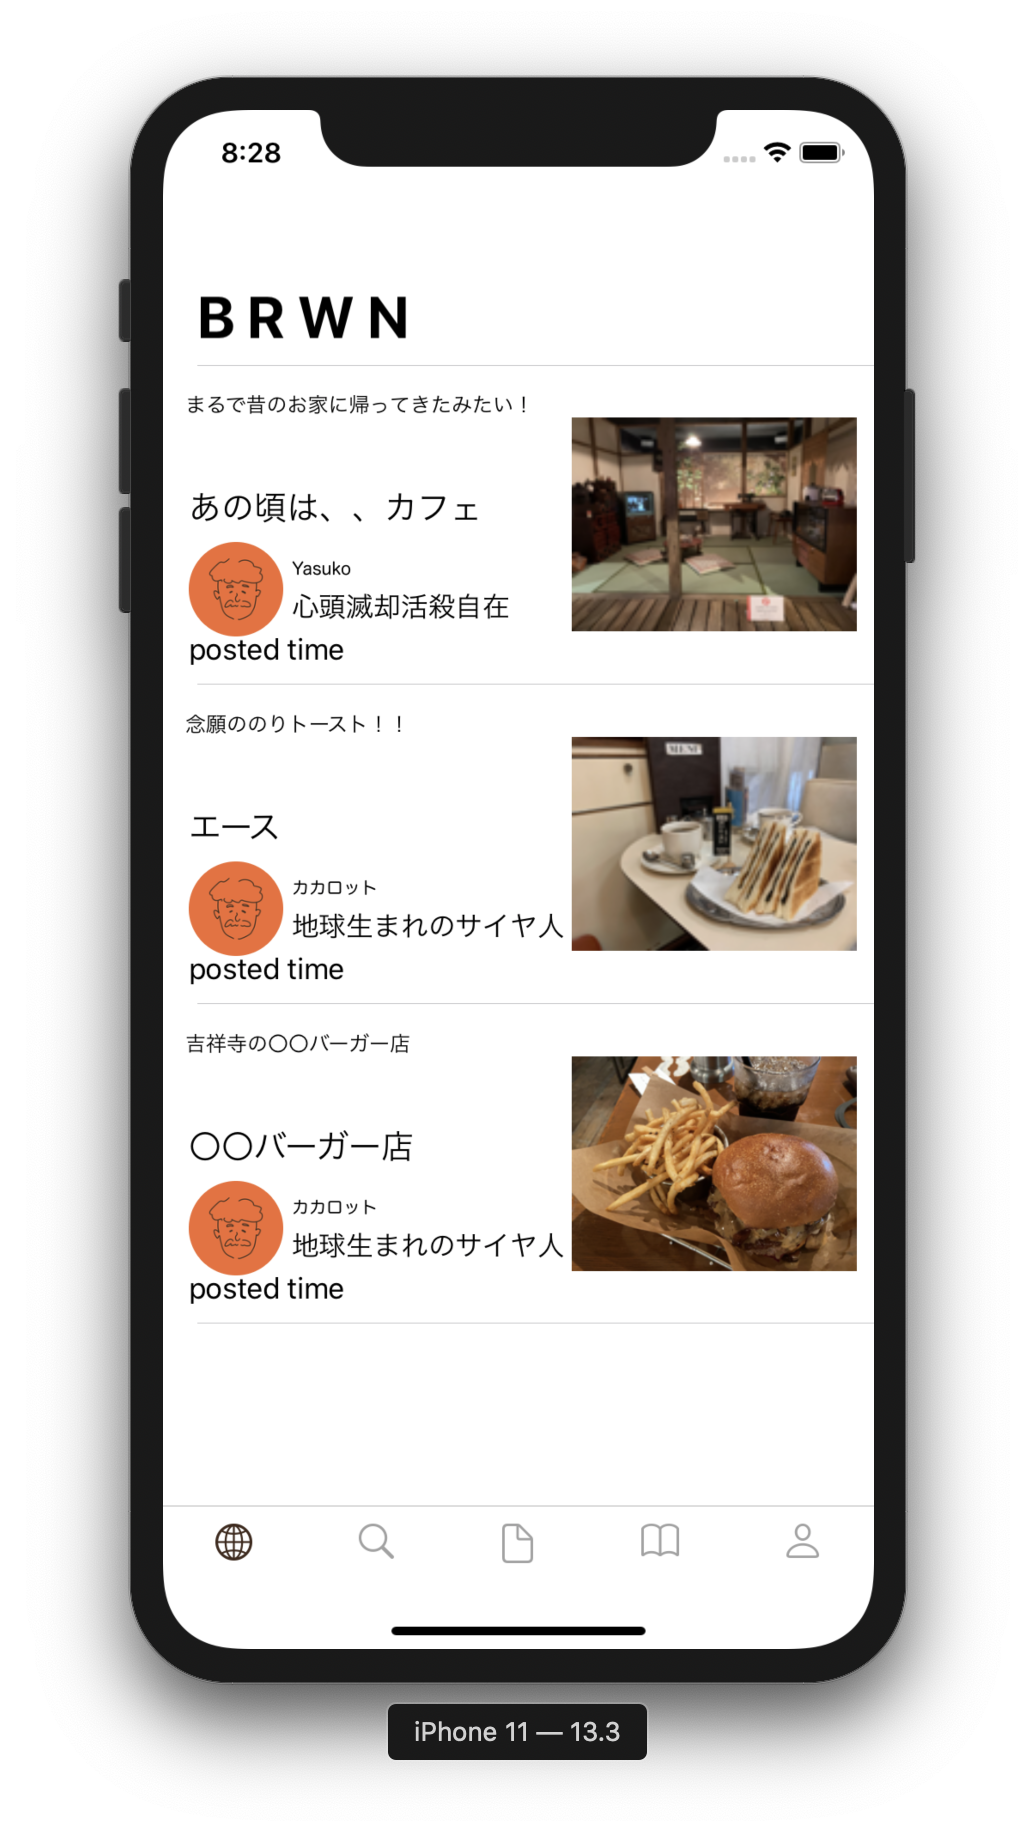 8:28
BRWN
まるで昔のお家に帰ってきたみたい！
あの頃は、、カフェ
Yasuko
心頭滅却活殺自在
posted time
念願ののりトースト！！
MENU
エース
カカロット
地球生まれのサイヤ人
posted time
吉祥寺の〇〇バーガー店
〇〇バーガー店
カカロット
地球生まれのサイヤ人
posted time
iPhone 11 — 13.3